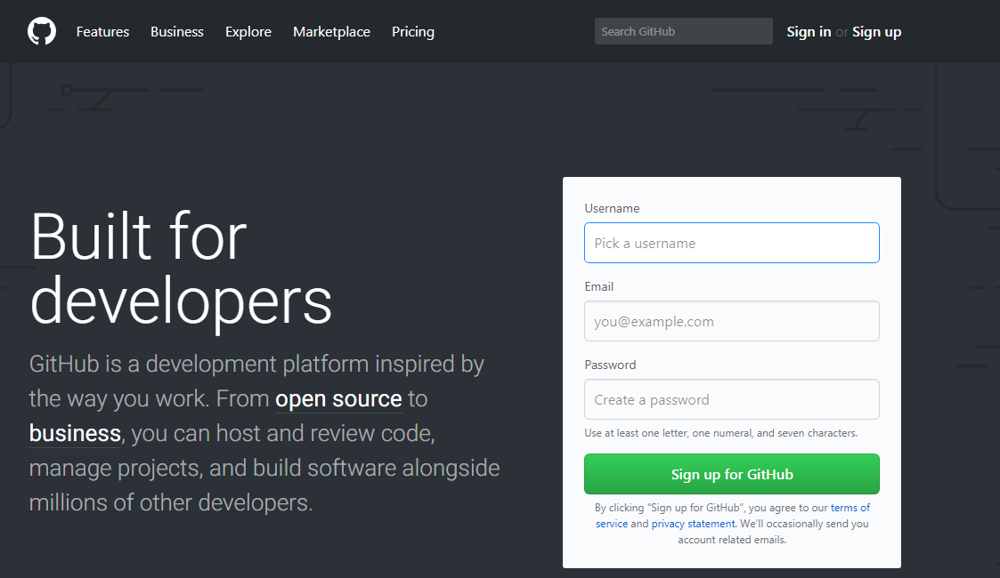 Features Business Explore Marketplace Pricing Search GitHub Sign in or Sign up
Built for
developers
GitHub is a development platform inspired by
the way you work. From open source to
business, you can host and review code,
manage projects, and build software alongside
millions of other developers.
Username
Pick a username
Email
you@example.com
Password
Create a password
Use at least one letter, one numeral, and seven characters.
Sign up for GitHub
By clicking “Sign up for GitHub”, you agree to our terms of
service and privacy statement. We’ll occasionally send you
account related emails.